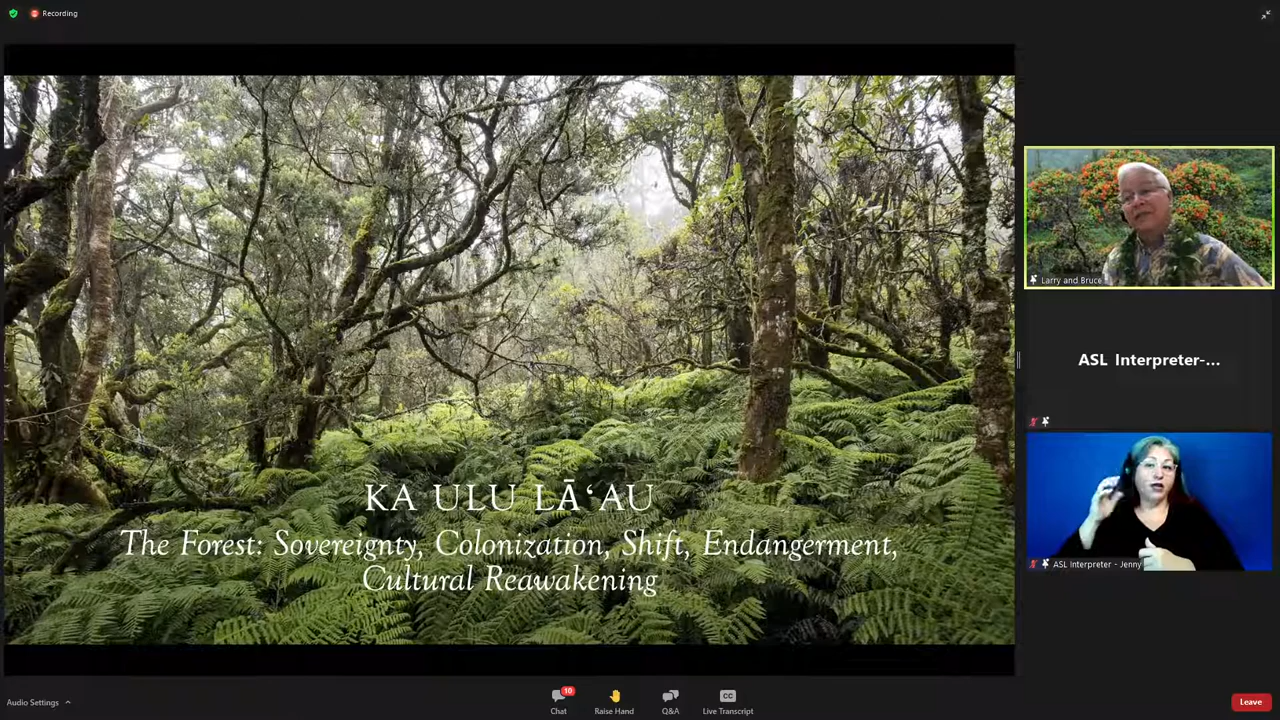 Recording
KA ULU LĀʻAU
The Forest: Sovereignty, Colonization, Shift, Endangerment,
Cultural Reawakening
Larry and Bruce
ASL Interpreter-...
ASL Interpreter - Jenny
Audio Settings
10
Chat
Raise Hand
Q&A
CC
Live Transcript
Leave